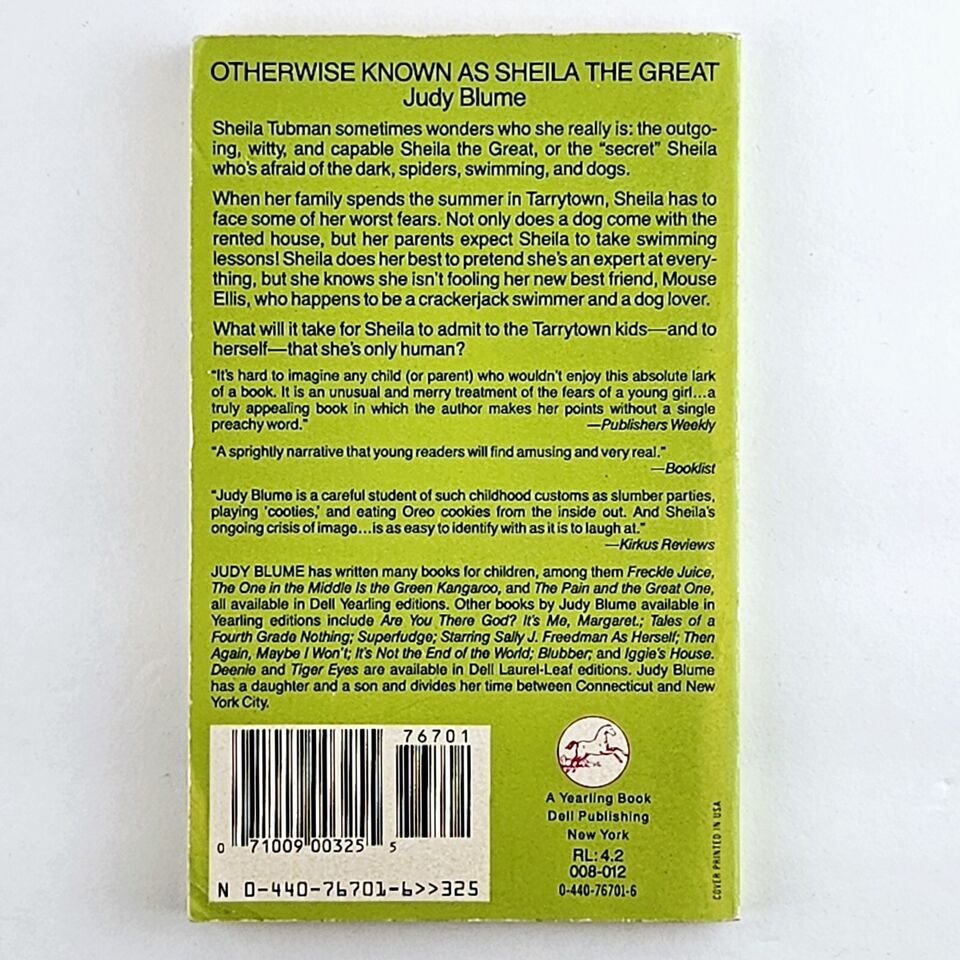 OTHERWISE KNOWN AS SHEILA THE GREAT
Judy Blume
Sheila Tubman sometimes wonders who she really is: the outgo-
ing, witty, and capable Sheila the Great, or the “secret” Sheila
who’s afraid of the dark, spiders, swimming, and dogs.
When her family spends the summer in Tarrytown, Sheila has to
face some of her worst fears. Not only does a dog come with the
rented house, but her parents expect Sheila to take swimming
lessons! Sheila does her best to pretend she’s an expert at every-
thing, but she knows she isn’t fooling her new best friend, Mouse
Ellis, who happens to be a crackerjack swimmer and a dog lover.
What will it take for Sheila to admit to the Tarrytown kids—and to
herself—that she’s only human?
“It’s hard to imagine any child (or parent) who wouldn’t enjoy this absolute lark
of a book. It is an unusual and merry treatment of the fears of a young girl...a
truly appealing book in which the author makes her points without a single
preachy word.” —Publishers Weekly
“A sprightly narrative that young readers will find amusing and very real.”
—Booklist
“Judy Blume is a careful student of such childhood customs as slumber parties,
playing ‘cooties,’ and eating Oreo cookies from the inside out. And Sheila’s
ongoing crisis of image...is as easy to identify with as it is to laugh at.”
—Kirkus Reviews
JUDY BLUME has written many books for children, among them Freckle Juice,
The One in the Middle Is the Green Kangaroo, and The Pain and the Great One,
all available in Dell Yearling editions. Other books by Judy Blume available in
Yearling editions include Are You There God? It’s Me, Margaret.; Tales of a
Fourth Grade Nothing; Superfudge; Starring Sally J. Freedman As Herself; Then
Again, Maybe I Won’t; It’s Not the End of the World; Blubber; and Iggie’s House.
Deenie and Tiger Eyes are available in Dell Laurel-Leaf editions. Judy Blume
has a daughter and a son and divides her time between Connecticut and New
York City.
76701
0 71009 00325 5
N 0-440-76701-6>>325
A Yearling Book
Dell Publishing
New York
RL: 4.2
008-012
0-440-76701-6
COVER PRINTED IN USA